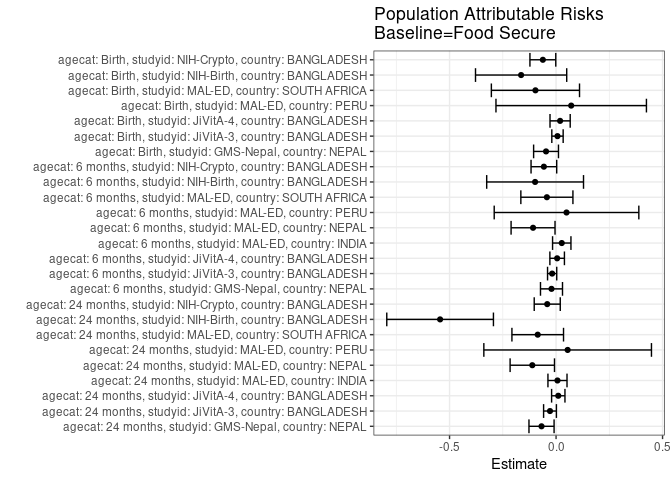 Population Attributable Risks
Baseline=Food Secure
agecat: Birth, studyid: NIH-Crypto, country: BANGLADESH
agecat: Birth, studyid: NIH-Birth, country: BANGLADESH
agecat: Birth, studyid: MAL-ED, country: SOUTH AFRICA
agecat: Birth, studyid: MAL-ED, country: PERU
agecat: Birth, studyid: JiVitA-4, country: BANGLADESH
agecat: Birth, studyid: JiVitA-3, country: BANGLADESH
agecat: Birth, studyid: GMS-Nepal, country: NEPAL
agecat: 6 months, studyid: NIH-Crypto, country: BANGLADESH
agecat: 6 months, studyid: NIH-Birth, country: BANGLADESH
agecat: 6 months, studyid: MAL-ED, country: SOUTH AFRICA
agecat: 6 months, studyid: MAL-ED, country: PERU
agecat: 6 months, studyid: MAL-ED, country: NEPAL
agecat: 6 months, studyid: MAL-ED, country: INDIA
agecat: 6 months, studyid: JiVitA-4, country: BANGLADESH
agecat: 6 months, studyid: JiVitA-3, country: BANGLADESH
agecat: 6 months, studyid: GMS-Nepal, country: NEPAL
agecat: 24 months, studyid: NIH-Crypto, country: BANGLADESH
agecat: 24 months, studyid: NIH-Birth, country: BANGLADESH
agecat: 24 months, studyid: MAL-ED, country: SOUTH AFRICA
agecat: 24 months, studyid: MAL-ED, country: PERU
agecat: 24 months, studyid: MAL-ED, country: NEPAL
agecat: 24 months, studyid: MAL-ED, country: INDIA
agecat: 24 months, studyid: JiVitA-4, country: BANGLADESH
agecat: 24 months, studyid: JiVitA-3, country: BANGLADESH
agecat: 24 months, studyid: GMS-Nepal, country: NEPAL
-0.5 0.0 0.5
Estimate